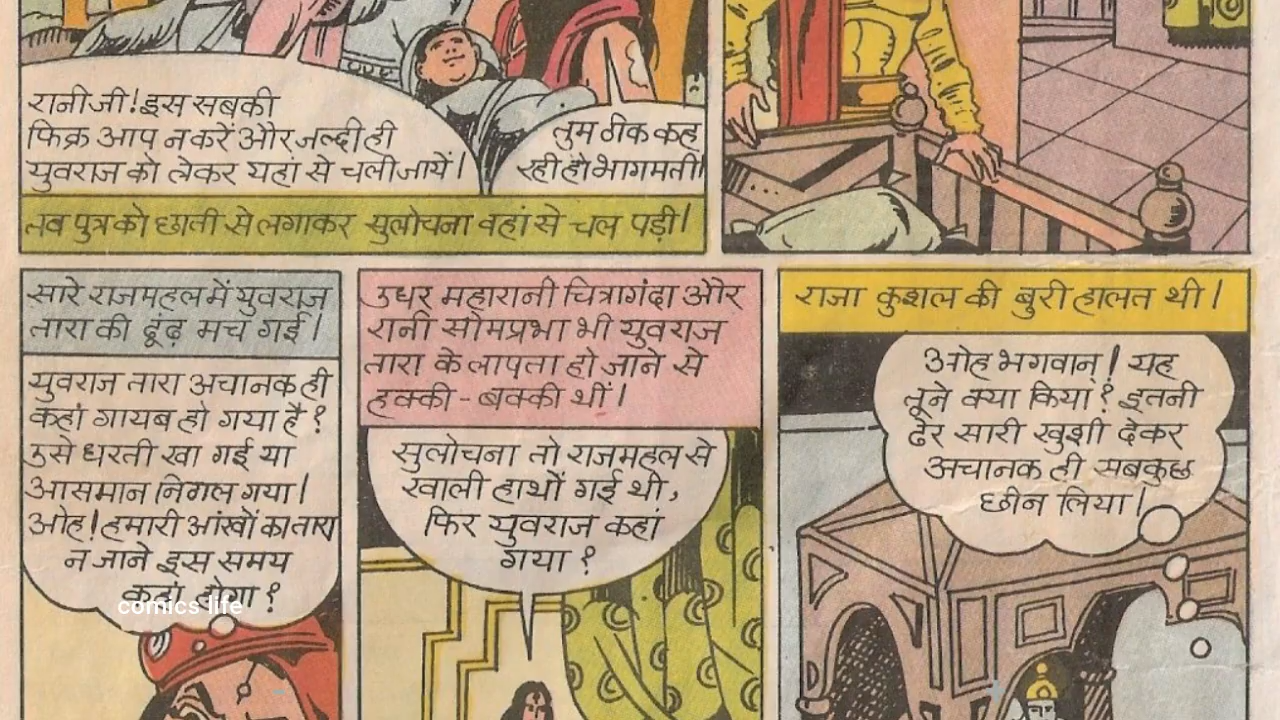 रानी जी! इस सबकी
फिक्र आप न करें और जल्दी ही
युवराज को लेकर यहां से चली जायें।
तुम ठीक कह
रही हो भागमती।
तब पुत्र को छाती से लगाकर सुलोचना वहां से चल पड़ी।
सारे राजमहल में युवराज
तारा की ढूंढ़ मच गई।
युवराज तारा अचानक ही
कहां गायब हो गया है?
उसे धरती खा गई या
आसमान निगल गया।
ओह! हमारी आंखों का तारा
न जाने इस समय
कहां होगा?
comics life
उधर महारानी चित्रागंदा और
रानी सोमप्रभा भी युवराज
तारा के लापता हो जाने से
हक्की-बक्की थीं।
सुलोचना तो राजमहल से
खाली हाथों गई थी,
फिर युवराज कहां
गया?
राजा कुशल की बुरी हालत थी।
ओह भगवान्! यह
तूने क्या किया? इतनी
ढेर सारी खुशी देकर
अचानक ही सबकुछ
छीन लिया।